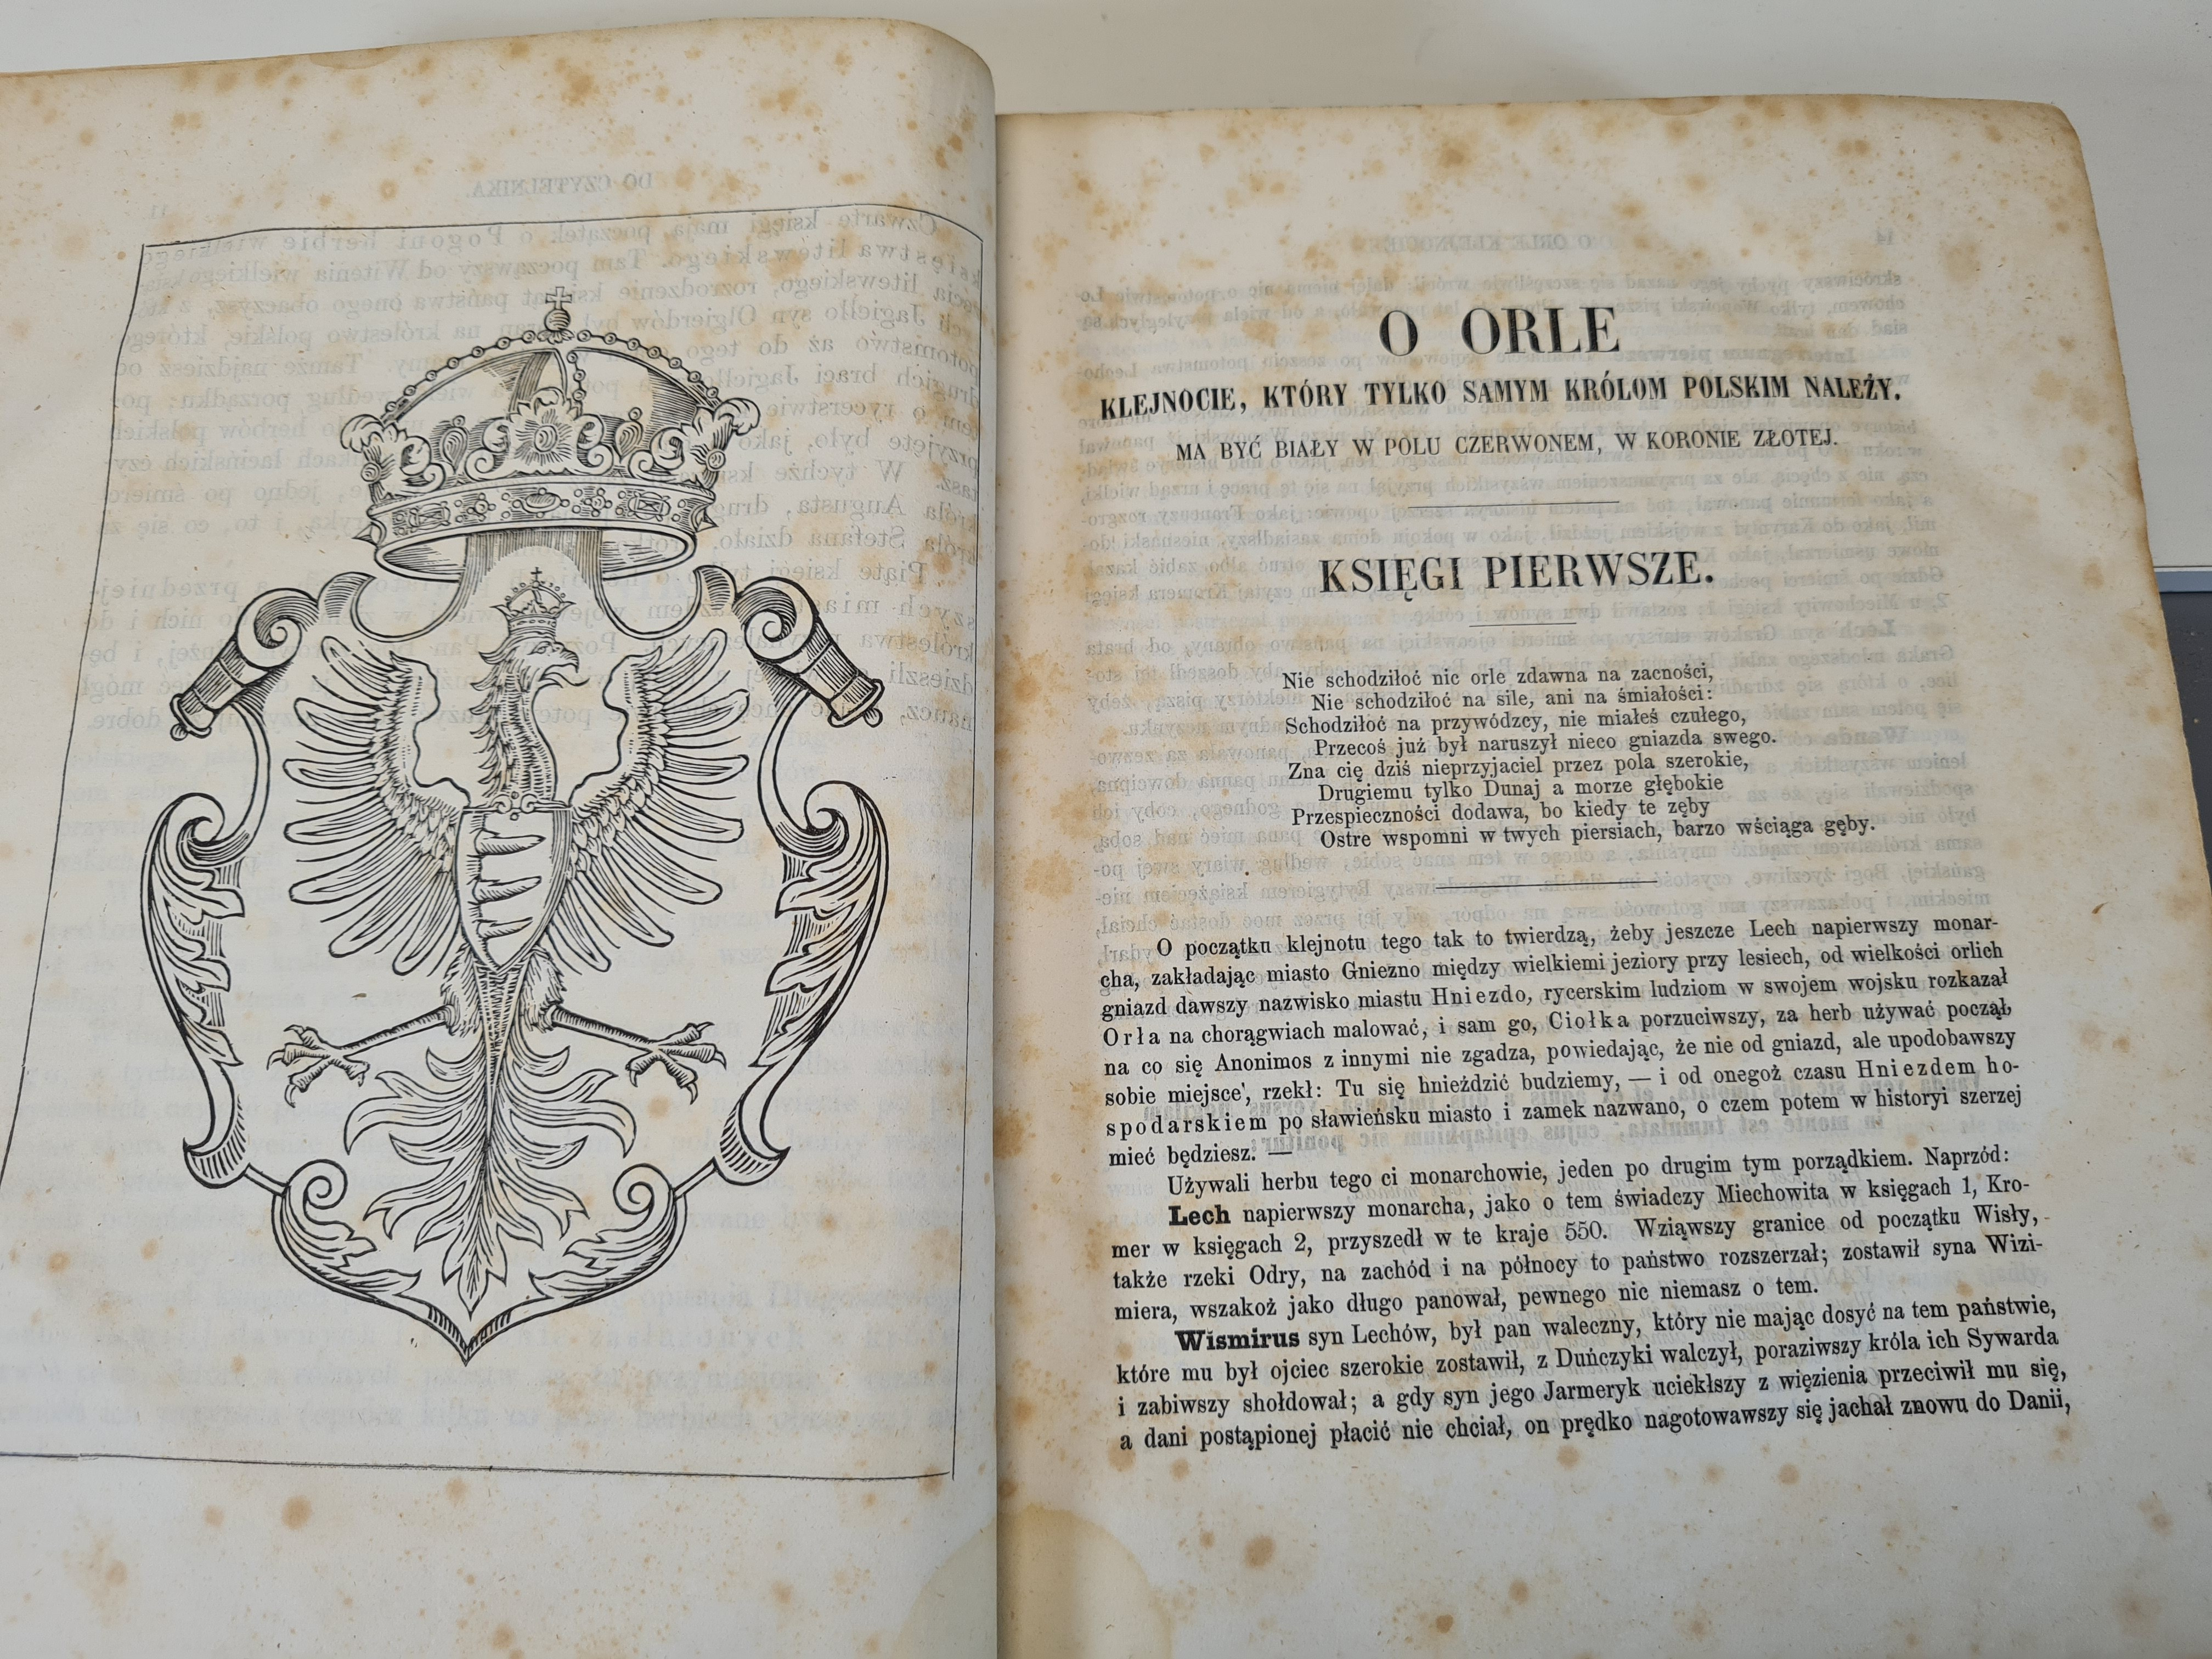 O ORLE
KLEJNOCIE, KTÓRY TYLKO SAMYM KRÓLOM POLSKIM NALEŻY.
MA BYĆ BIAŁY W POLU CZERWONEM, W KORONIE ZŁOTEJ.
KSIĘGI PIERWSZE.
Nie schodziłoć nic orle zdawna na zacności,
Nie schodziłoć na sile, ani na śmiałości:
Schodziłoć na przywódzcy, nie miałeś czułego,
Przecoś już był naruszył nieco gniazda swego.
Zna cię dziś nieprzyjaciel przez pola szerokie,
Drugiemu tylko Dunaj a morze głębokie
Przespieczności dodawa, bo kiedy te zęby
Ostre wspomni w twych piersiach, barzo wściąga gęby.
O początku klejnotu tego tak to twierdzą, żeby jeszcze Lech napierwszy monar-
cha, zakładając miasto Gniezno między wielkiemi jeziory przy lesiech, od wielkości orlich
gniazd dawszy nazwisko miastu Hniezdo, rycerskim ludziom w swojem wojsku rozkazał
Orła na chorągwiach malować, i sam go, Ciołka porzuciwszy, za herb używać począł,
na co się Anonimos z innymi nie zgadza, powiedając, że nie od gniazd, ale upodobawszy
sobie miejsce', rzekł: Tu się hnieździć budziemy, — i od onegoż czasu Hniezdem ho-
spodarskiem po sławieńsku miasto i zamek nazwano, o czem potem w historyi szerzej
mieć będziesz. —
Używali herbu tego ci monarchowie, jeden po drugim tym porządkiem. Naprzód:
Lech napierwszy monarcha, jako o tem świadczy Miechowita w księgach 1, Kro-
mer w księgach 2, przyszedł w te kraje 550. Wziąwszy granice od początku Wisły,
także rzeki Odry, na zachód i na północy to państwo rozszerzał; zostawił syna Wizi-
miera, wszakoż jako długo panował, pewnego nic niemasz o tem.
Wismirus syn Lechów, był pan waleczny, który nie mając dosyć na tem państwie,
które mu był ojciec szerokie zostawił, z Duńczyki walczył, poraziwszy króla ich Sywarda
i zabiwszy shołdował; a gdy syn jego Jarmeryk uciekłszy z więzienia przeciwił mu się,
a dani postąpionej płacić nie chciał, on prędko nagotowawszy się jachał znowu do Danii,